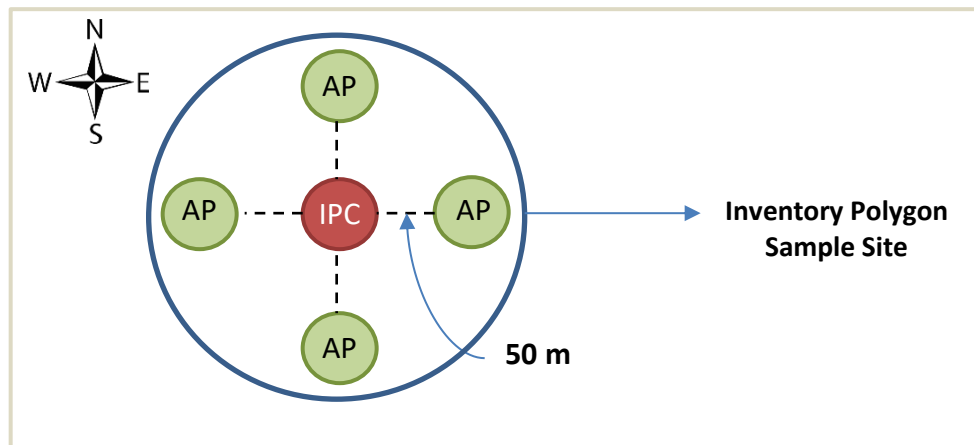 N
W E
S
AP
AP IPC AP
AP
Inventory Polygon
Sample Site
50 m